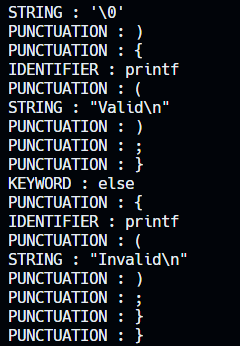 STRING : '\0'
PUNCTUATION : )
PUNCTUATION : {
IDENTIFIER : printf
PUNCTUATION : (
STRING : "Valid\n"
PUNCTUATION : )
PUNCTUATION : ;
PUNCTUATION : }
KEYWORD : else
PUNCTUATION : {
IDENTIFIER : printf
PUNCTUATION : (
STRING : "Invalid\n"
PUNCTUATION : )
PUNCTUATION : ;
PUNCTUATION : }
PUNCTUATION : }